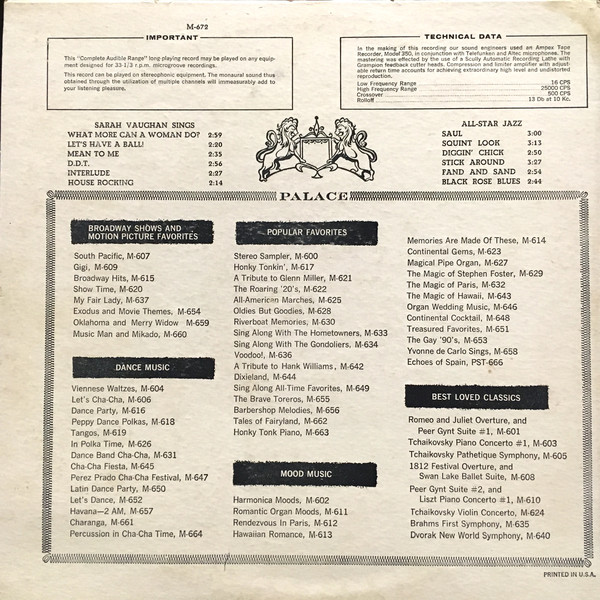 M-672
IMPORTANT
This "Complete Audible Range" long playing record may be played on any equip-
ment designed for 33-1/3 r.p.m. microgroove recordings.
This record can be played on stereophonic equipment. The monaural sound thus
obtained through the utilization of multiple channels will immeasurably add to
your listening pleasure.
TECHNICAL DATA
In the making of this recording our sound engineers used an Ampex Tape
Recorder, Model 350, in conjunction with Telefunken and Altec microphones. The
mastering was effected by the use of a Scully Automatic Recording Lathe with
Grampion feedback cutter heads. Compression and limiter amplifier with adjust-
able return time accounts for achieving extraordinary high level and undistorted
reproduction.
Low Frequency Range 16 CPS
High Frequency Range 25000 CPS
Crossover 500 CPS
Rolloff 13 Db at 10 Kc.
SARAH VAUGHAN SINGS
WHAT MORE CAN A WOMAN DO? 2:59
LET'S HAVE A BALL! 2:20
MEAN TO ME 2:35
D.D.T. 2:56
INTERLUDE 2:27
HOUSE ROCKING 2:14
ALL-STAR JAZZ
SAUL 3:00
SQUINT LOOK 3:13
DIGGIN' CHICK 2:50
STICK AROUND 3:27
FAND AND SAND 2:54
BLACK ROSE BLUES 2:44
PALACE
BROADWAY SHOWS AND
MOTION PICTURE FAVORITES
South Pacific, M-607
Gigi, M-609
Broadway Hits, M-615
Show Time, M-620
My Fair Lady, M-637
Exodus and Movie Themes, M-654
Oklahoma and Merry Widow M-659
Music Man and Mikado, M-660
DANCE MUSIC
Viennese Waltzes, M-604
Let's Cha-Cha, M-606
Dance Party, M-616
Peppy Dance Polkas, M-618
Tangos, M-619
In Polka Time, M-626
Dance Band Cha-Cha, M-631
Cha-Cha Fiesta, M-645
Perez Prado Cha-Cha Festival, M-647
Latin Dance Party, M-650
Let's Dance, M-652
Havana—2 AM, M-657
Charanga, M-661
Percussion in Cha-Cha Time, M-664
POPULAR FAVORITES
Stereo Sampler, M-600
Honky Tonkin', M-617
A Tribute to Glenn Miller, M-621
The Roaring '20's, M-622
All-American Marches, M-625
Oldies But Goodies, M-628
Riverboat Memories, M-630
Sing Along With The Hometowners, M-633
Sing Along With The Gondoliers, M-634
Voodoo!, M-636
A Tribute to Hank Williams, M-642
Dixieland, M-644
Sing Along All-Time Favorites, M-649
The Brave Toreros, M-655
Barbershop Melodies, M-656
Tales of Fairyland, M-662
Honky Tonk Piano, M-663
MOOD MUSIC
Harmonica Moods, M-602
Romantic Organ Moods, M-611
Rendezvous In Paris, M-612
Hawaiian Romance, M-613
Memories Are Made Of These, M-614
Continental Gems, M-623
Magical Pipe Organ, M-627
The Magic of Stephen Foster, M-629
The Magic of Paris, M-632
The Magic of Hawaii, M-643
Organ Wedding Music, M-646
Continental Cocktail, M-648
Treasured Favorites, M-651
The Gay '90's, M-653
Yvonne de Carlo Sings, M-658
Echoes of Spain, PST-666
BEST LOVED CLASSICS
Romeo and Juliet Overture, and
Peer Gynt Suite #1, M-601
Tchaikovsky Piano Concerto #1, M-603
Tchaikovsky Pathetique Symphony, M-605
1812 Festival Overture, and
Swan Lake Ballet Suite, M-608
Peer Gynt Suite #2, and
Liszt Piano Concerto #1, M-610
Tchaikovsky Violin Concerto, M-624
Brahms First Symphony, M-635
Dvorak New World Symphony, M-640
PRINTED IN U.S.A.